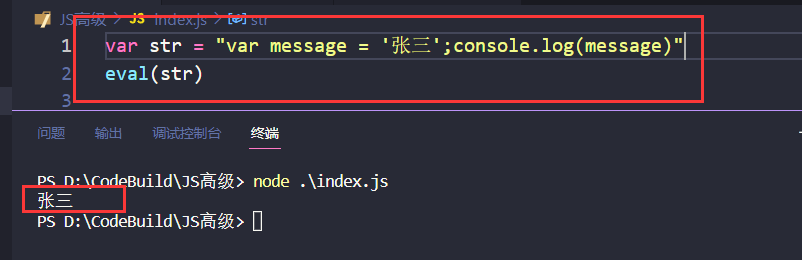 JS高级 > JS index.js > str
1 var str = "var message = '张三';console.log(message)"
2 eval(str)
3
问题 输出 调试控制台 终端
PS D:\CodeBuild\JS高级> node .\index.js
张三
PS D:\CodeBuild\JS高级>